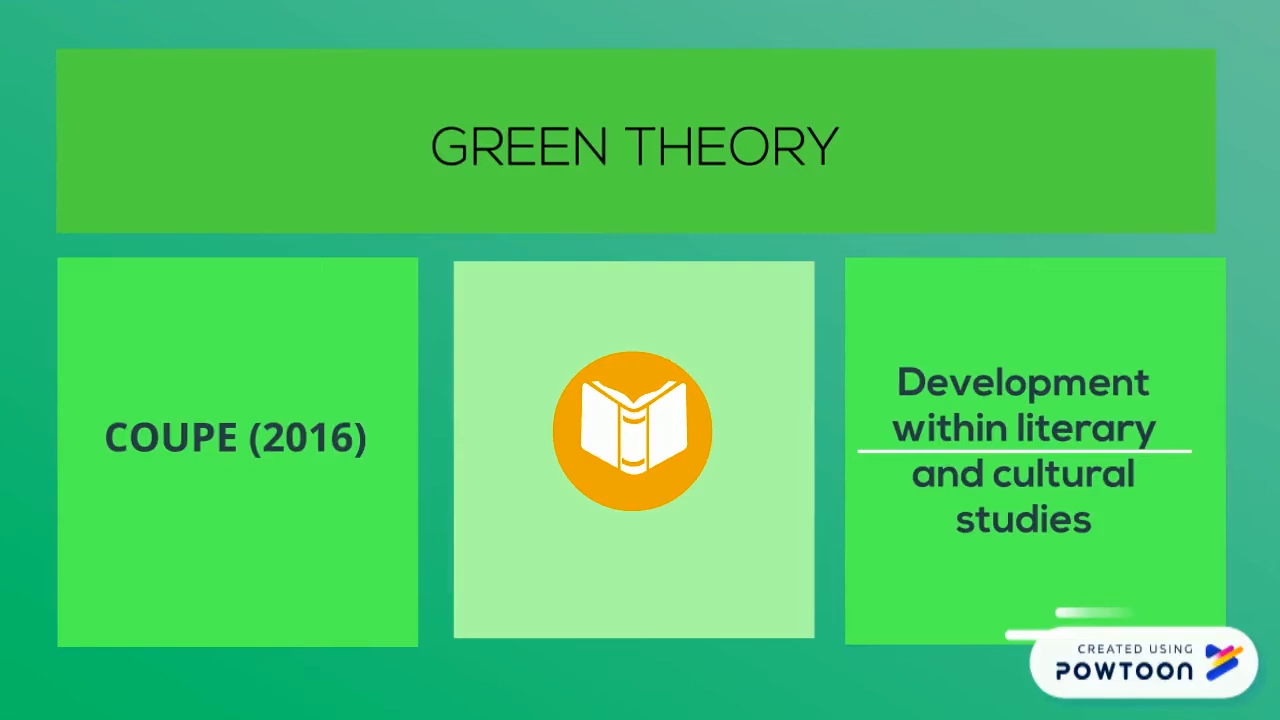 GREEN THEORY
COUPE (2016)
Development
within literary
and cultural
studies
CREATED USING
POWTOON